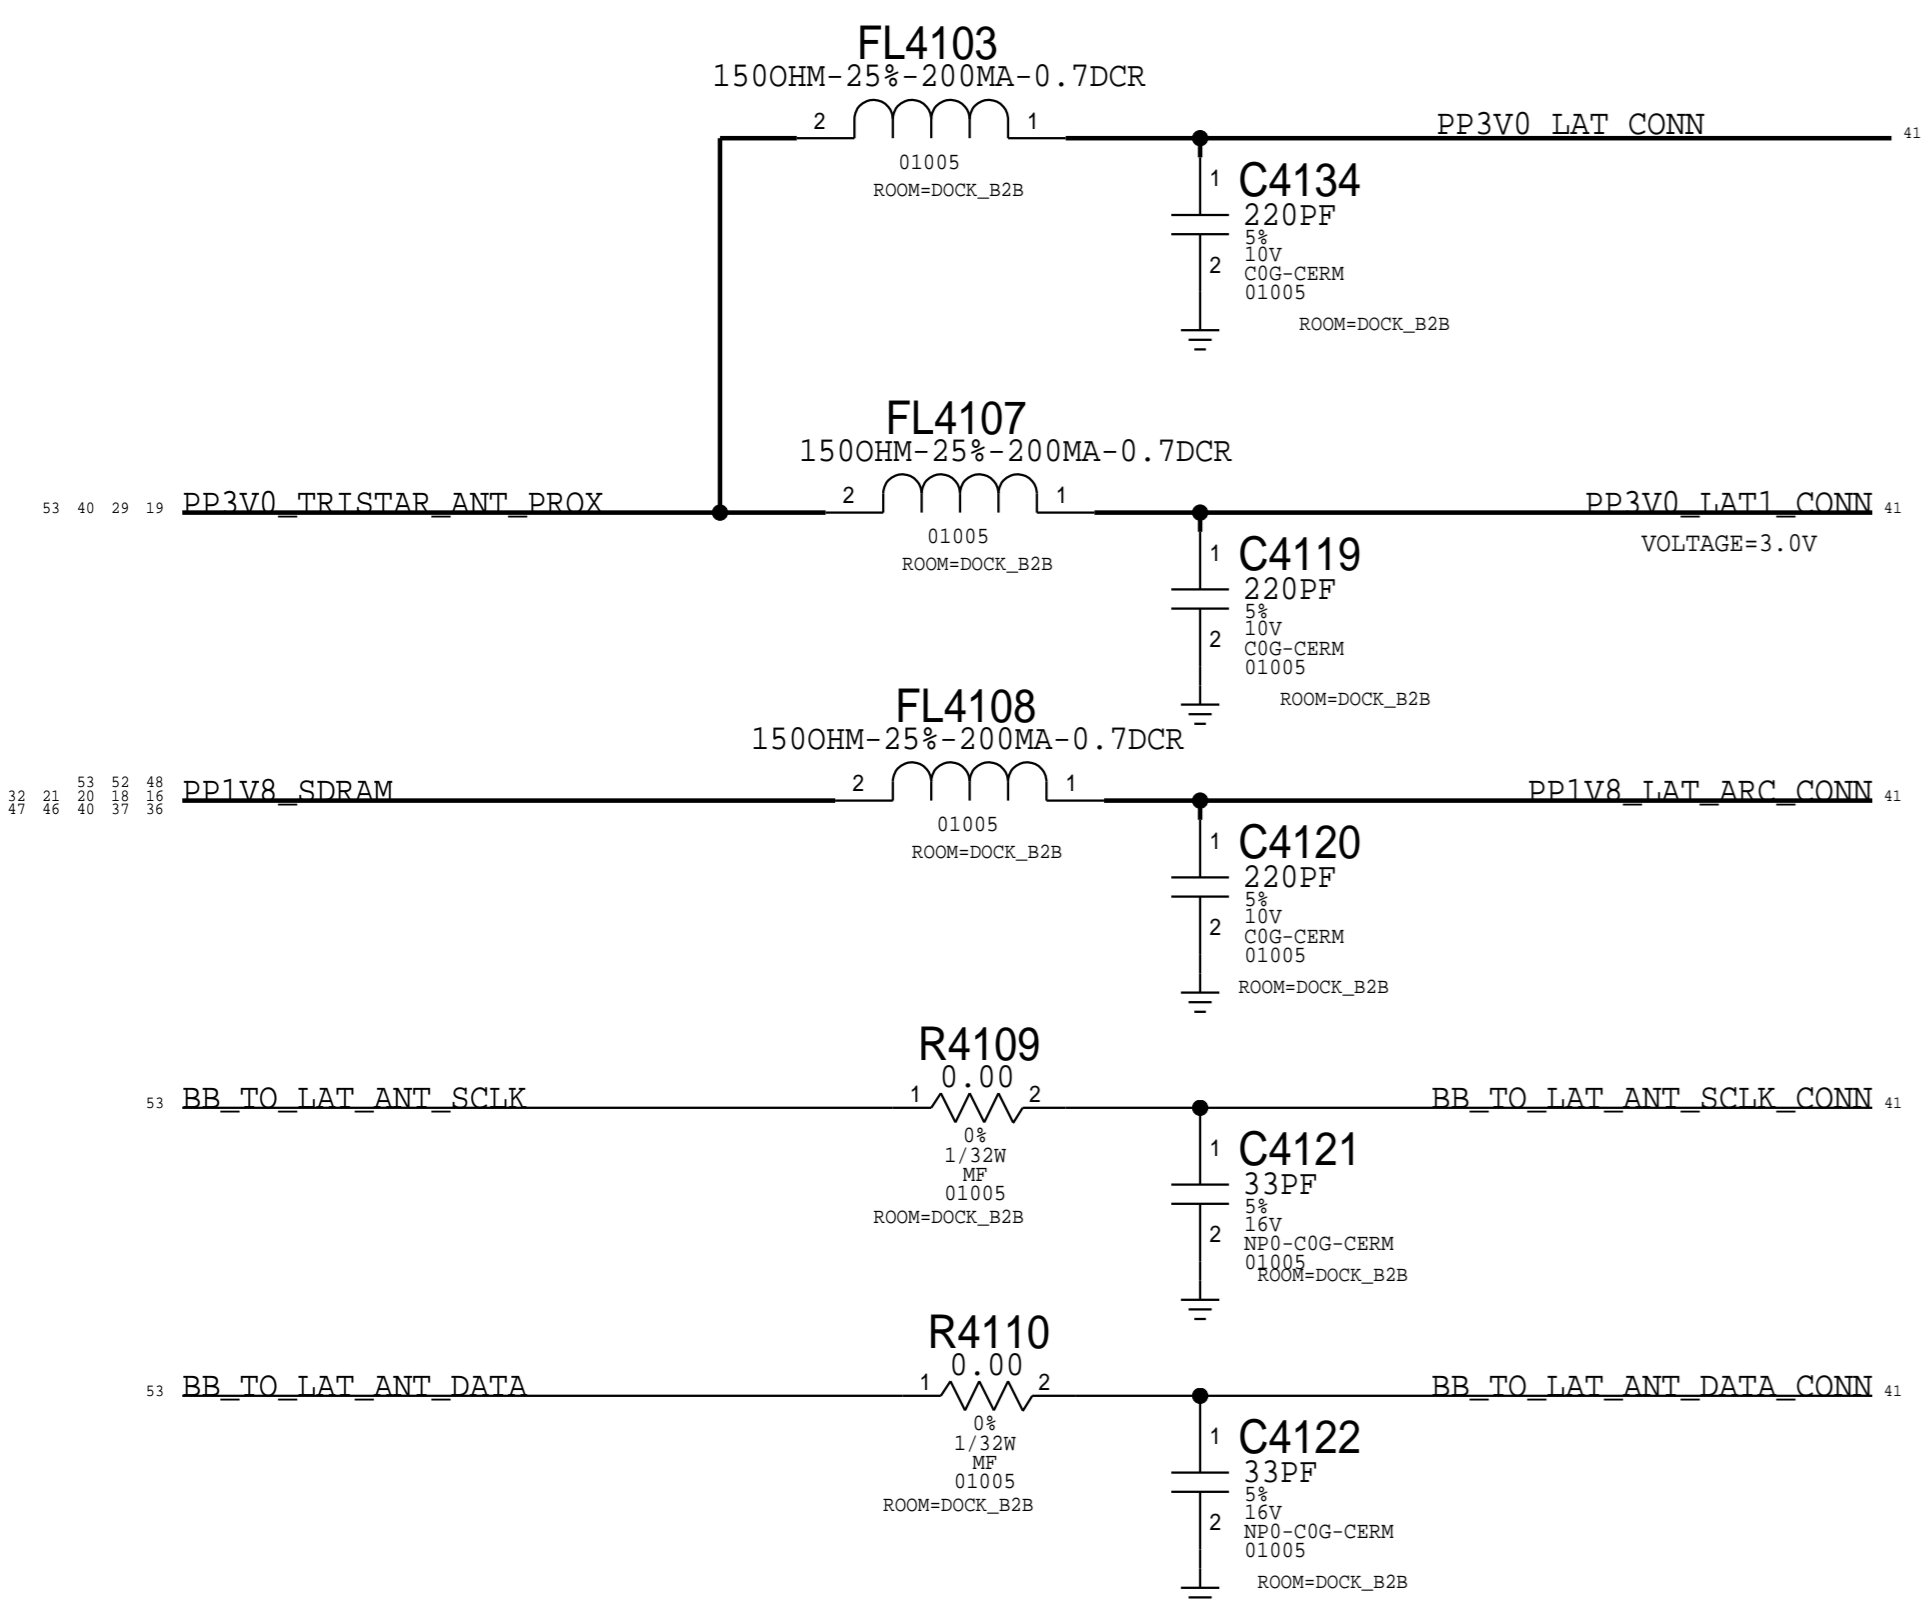 FL4103
150OHM-25%-200MA-0.7DCR
2 1
PP3V0_LAT_CONN 41
01005
ROOM=DOCK_B2B
1 C4134
220PF
5%
10V
2 C0G-CERM
01005
ROOM=DOCK_B2B
FL4107
150OHM-25%-200MA-0.7DCR
53 40 29 19 PP3V0_TRISTAR_ANT_PROX 2 1 PP3V0_LAT1_CONN 41
VOLTAGE=3.0V
01005
ROOM=DOCK_B2B
1 C4119
220PF
5%
10V
2 C0G-CERM
01005
ROOM=DOCK_B2B
FL4108
150OHM-25%-200MA-0.7DCR
53 52 48
32 21 20 18 16 PP1V8_SDRAM 2 1 PP1V8_LAT_ARC_CONN 41
47 46 40 37 36
01005
ROOM=DOCK_B2B
1 C4120
220PF
5%
10V
2 C0G-CERM
01005
ROOM=DOCK_B2B
R4109
0.00
53 BB_TO_LAT_ANT_SCLK 1 2 BB_TO_LAT_ANT_SCLK_CONN 41
0%
1/32W
MF
01005
ROOM=DOCK_B2B
1 C4121
33PF
5%
16V
2 NP0-C0G-CERM
01005
ROOM=DOCK_B2B
R4110
0.00
53 BB_TO_LAT_ANT_DATA 1 2 BB_TO_LAT_ANT_DATA_CONN 41
0%
1/32W
MF
01005
ROOM=DOCK_B2B
1 C4122
33PF
5%
16V
2 NP0-C0G-CERM
01005
ROOM=DOCK_B2B